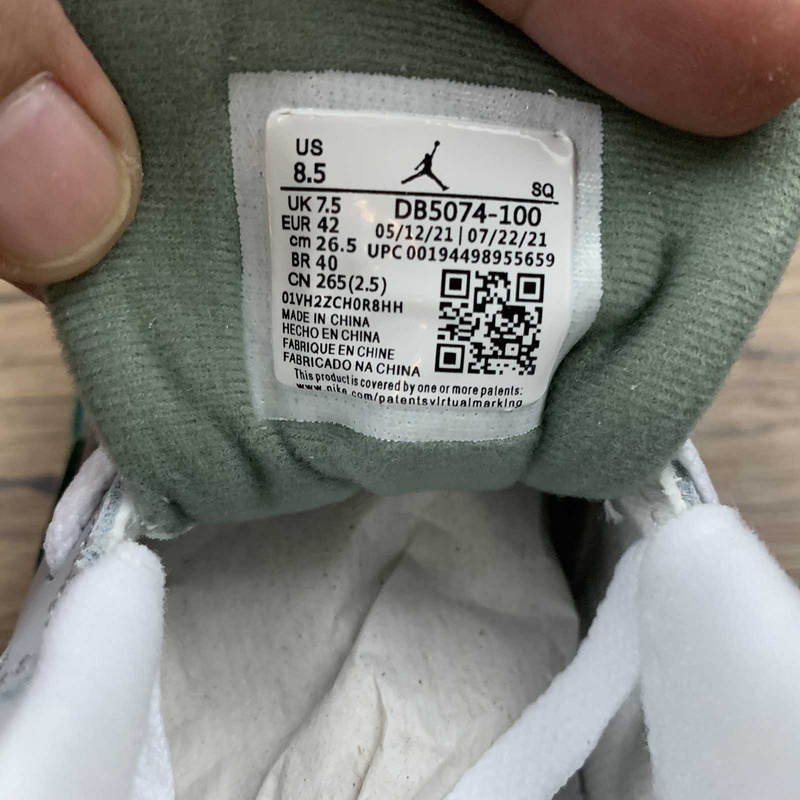 US
8.5
SQ
UK 7.5
EUR 42
cm 26.5
BR 40
CN 265(2.5)
DB5074-100
05/12/21 | 07/22/21
UPC 00194498955659
01VH2ZCH0R8HH
MADE IN CHINA
HECHO EN CHINA
FABRIQUE EN CHINE
FABRICADO NA CHINA
This product is covered by one or more patents:
www.nike.com/patentsvirtualmarking